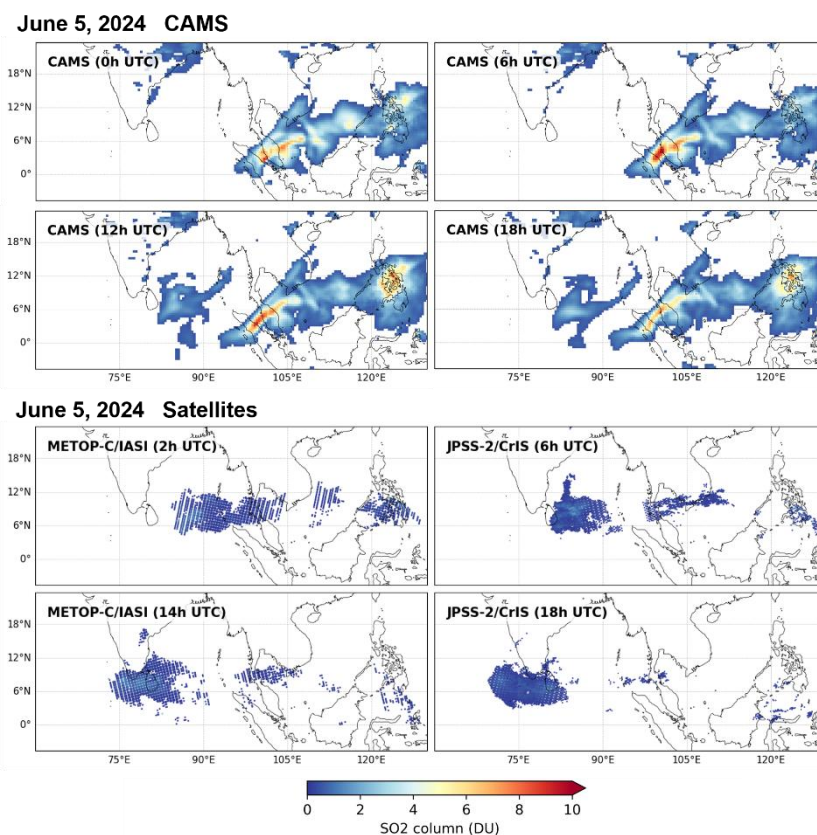 June 5, 2024 CAMS
CAMS (0h UTC)
CAMS (6h UTC)
18°N
12°N
6°N
0°
CAMS (12h UTC)
CAMS (18h UTC)
18°N
12°N
6°N
0°
75°E 90°E 105°E 120°E
75°E 90°E 105°E 120°E
June 5, 2024 Satellites
METOP-C/IASI (2h UTC)
JPSS-2/CrIS (6h UTC)
18°N
12°N
6°N
0°
METOP-C/IASI (14h UTC)
JPSS-2/CrIS (18h UTC)
18°N
12°N
6°N
0°
75°E 90°E 105°E 120°E
75°E 90°E 105°E 120°E
0 2 4 6 8 10
SO2 column (DU)